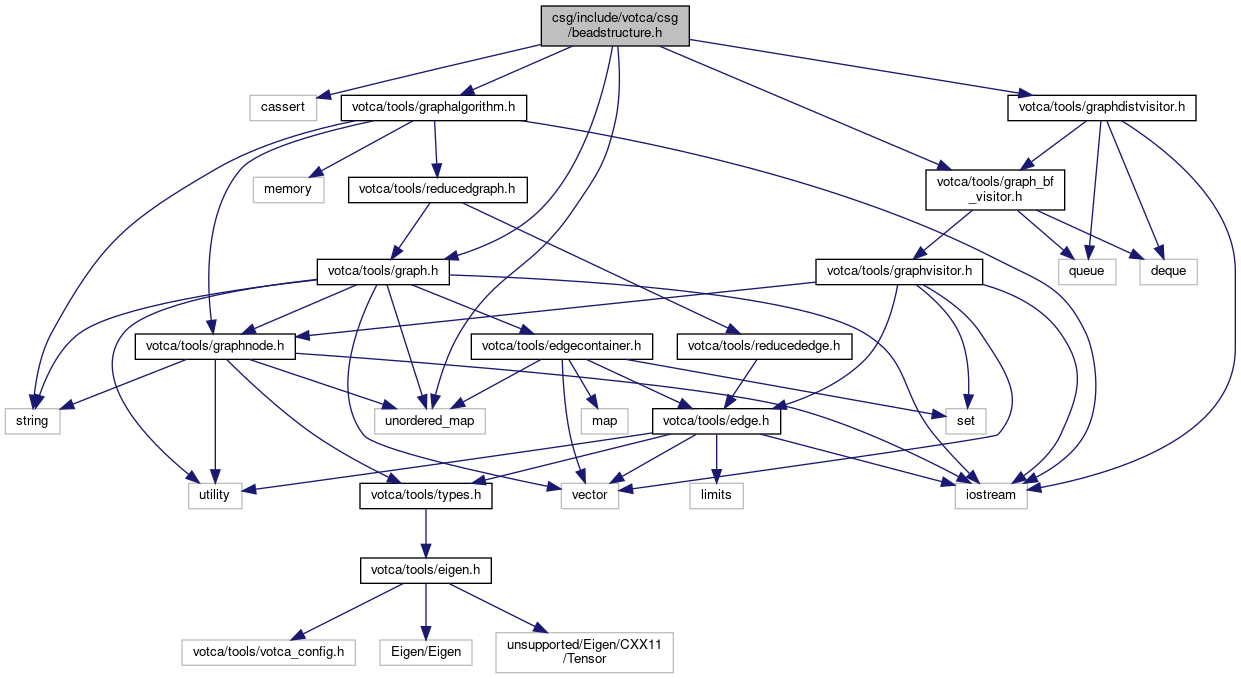 csg/include/votca/csg
/beadstructure.h
cassert
votca/tools/graphalgorithm.h
votca/tools/graphdistvisitor.h
memory
votca/tools/reducedgraph.h
votca/tools/graph_bf
_visitor.h
votca/tools/graph.h
votca/tools/graphvisitor.h
queue
deque
votca/tools/graphnode.h
votca/tools/edgecontainer.h
votca/tools/reducededge.h
string
unordered_map
map
votca/tools/edge.h
set
utility
votca/tools/types.h
vector
limits
iostream
votca/tools/eigen.h
votca/tools/votca_config.h
Eigen/Eigen
unsupported/Eigen/CXX11
/Tensor